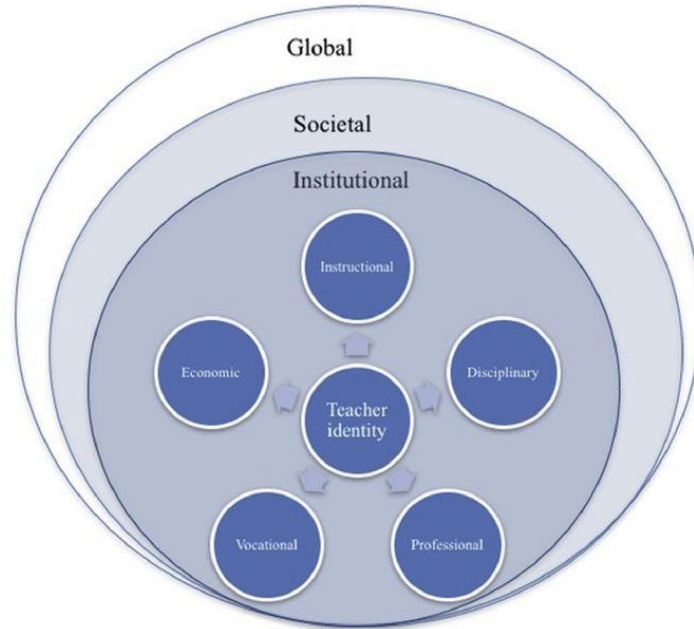 Global
Societal
Institutional
Instructional
Economic
Disciplinary
Teacher
identity
Vocational
Professional